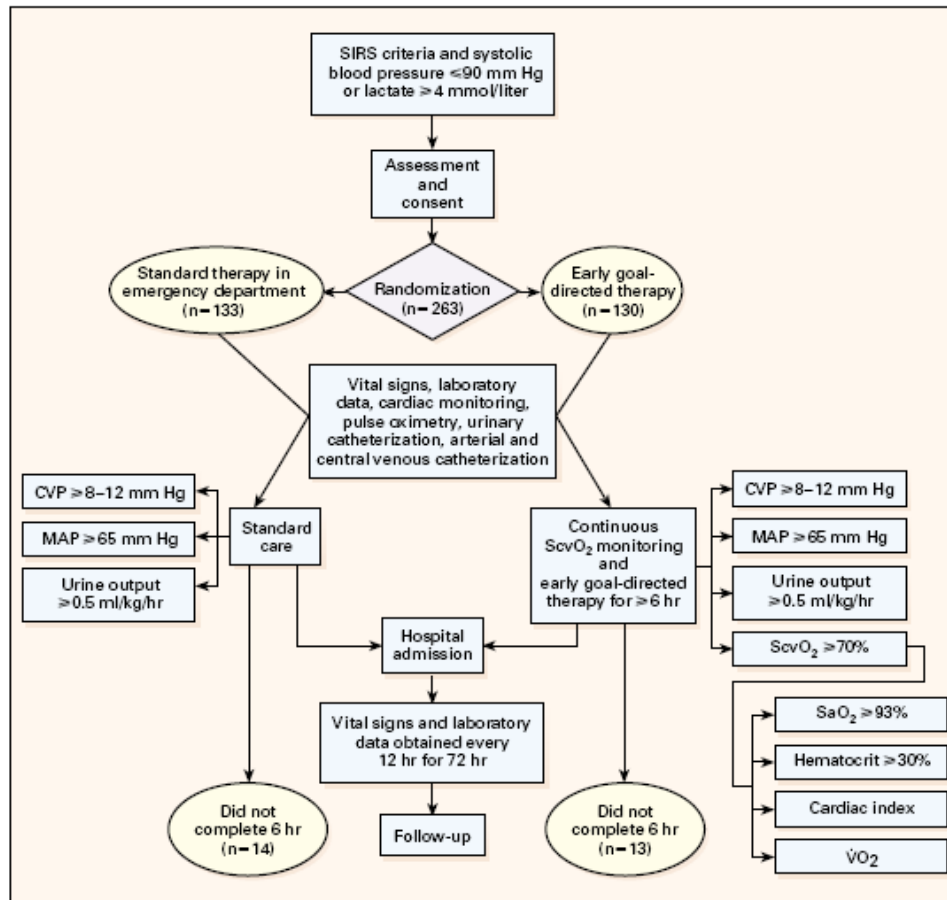 SIRS criteria and systolic
blood pressure ≤90 mm Hg
or lactate ≥4 mmol/liter
Assessment
and
consent
Standard therapy in
emergency department
(n=133)
Randomization
(n=263)
Early goal-
directed therapy
(n=130)
Vital signs, laboratory
data, cardiac monitoring,
pulse oximetry, urinary
catheterization, arterial and
central venous catheterization
CVP ≥8–12 mm Hg
MAP ≥65 mm Hg
Urine output
≥0.5 ml/kg/hr
Standard
care
Continuous
ScvO₂ monitoring
and
early goal-directed
therapy for ≥6 hr
CVP ≥8–12 mm Hg
MAP ≥65 mm Hg
Urine output
≥0.5 ml/kg/hr
ScvO₂ ≥70%
Hospital
admission
SaO₂ ≥93%
Hematocrit ≥30%
Cardiac index
V̇O₂
Vital signs and laboratory
data obtained every
12 hr for 72 hr
Did not
complete 6 hr
(n=14)
Follow-up
Did not
complete 6 hr
(n=13)